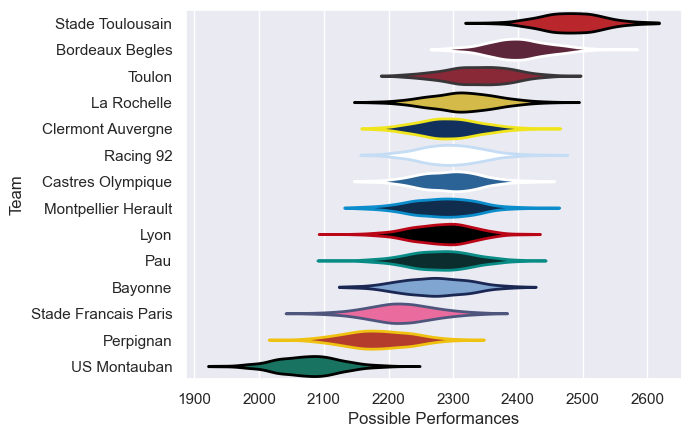 Stade Toulousain
Bordeaux Begles
Toulon
La Rochelle
Clermont Auvergne
Racing 92
Castres Olympique
Montpellier Herault
Lyon
Pau
Bayonne
Stade Francais Paris
Perpignan
US Montauban
Team
1900 2000 2100 2200 2300 2400 2500 2600
Possible Performances